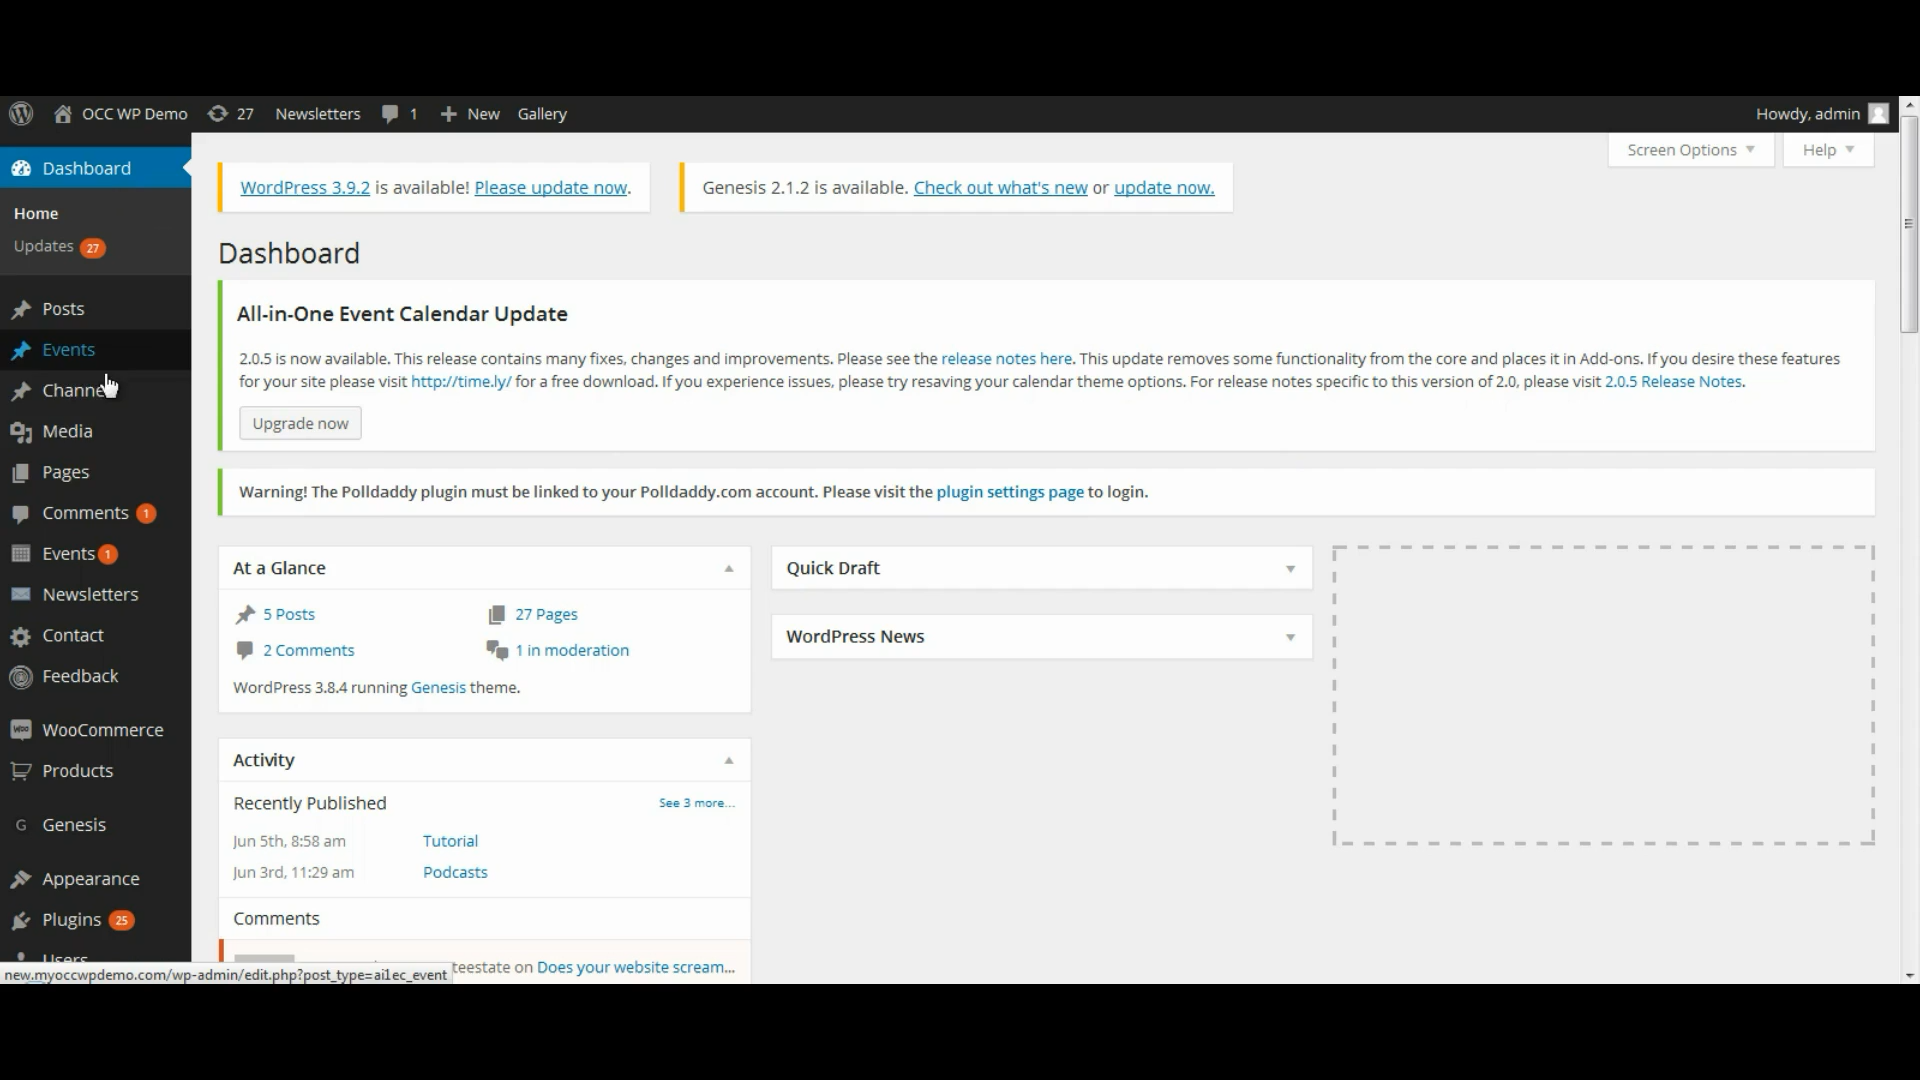 OCC WP Demo 27 Newsletters 1 New Gallery Howdy, admin
Screen Options Help
Dashboard
Home
Updates 27
Posts
Events
Channe
Media
Pages
Comments 1
Events 1
Newsletters
Contact
Feedback
WooCommerce
Products
Genesis
Appearance
Plugins 25
Users
WordPress 3.9.2 is available! Please update now.
Genesis 2.1.2 is available. Check out what's new or update now.
Dashboard
All-in-One Event Calendar Update
2.0.5 is now available. This release contains many fixes, changes and improvements. Please see the release notes here. This update removes some functionality from the core and places it in Add-ons. If you desire these features
for your site please visit http://time.ly/ for a free download. If you experience issues, please try resaving your calendar theme options. For release notes specific to this version of 2.0, please visit 2.0.5 Release Notes.
Upgrade now
Warning! The Polldaddy plugin must be linked to your Polldaddy.com account. Please visit the plugin settings page to login.
At a Glance
5 Posts 27 Pages
2 Comments 1 in moderation
WordPress 3.8.4 running Genesis theme.
Activity
Recently Published See 3 more...
Jun 5th, 8:58 am Tutorial
Jun 3rd, 11:29 am Podcasts
Comments
teestate on Does your website scream...
Quick Draft
WordPress News
new.myoccwpdemo.com/wp-admin/edit.php?post_type=ai1ec_event